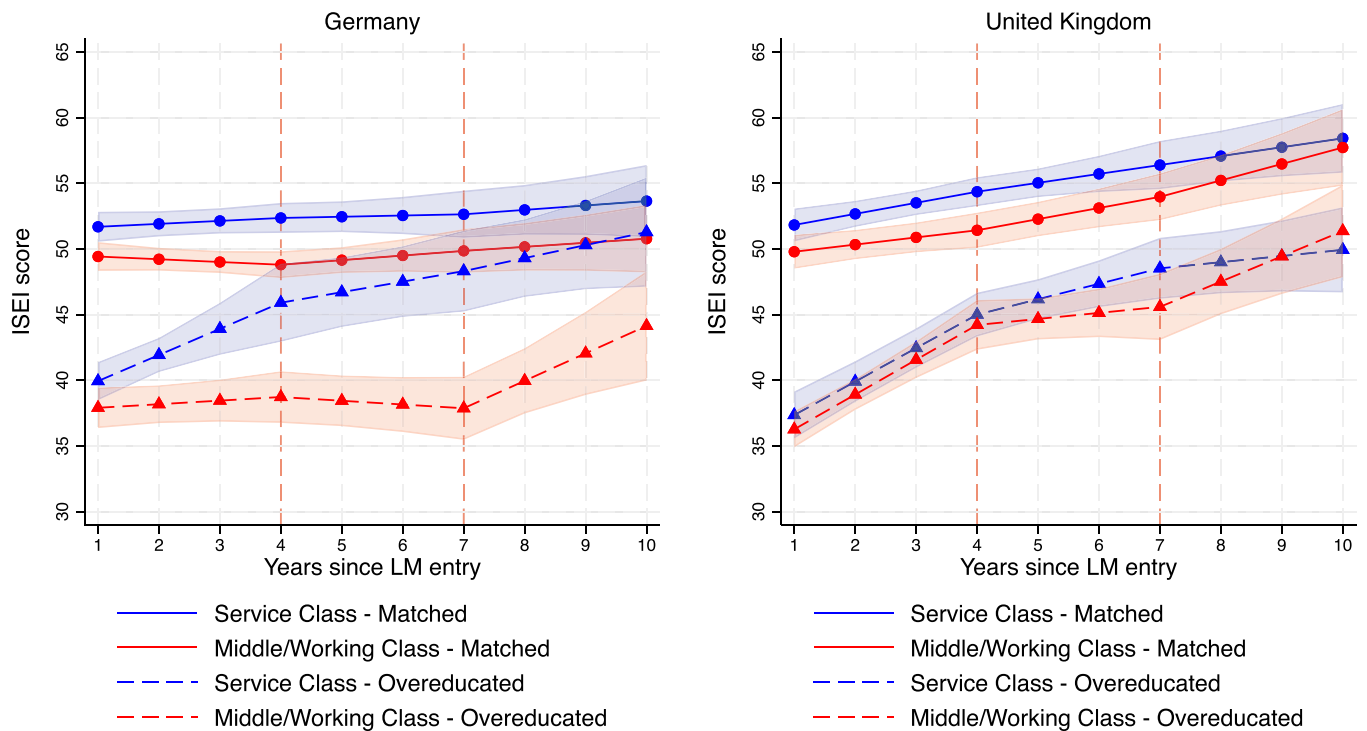 Germany
65
60
55
50
45
40
35
30
ISEI score
1 2 3 4 5 6 7 8 9 10
Years since LM entry
Service Class - Matched
Middle/Working Class - Matched
Service Class - Overeducated
Middle/Working Class - Overeducated
United Kingdom
65
60
55
50
45
40
35
30
ISEI score
1 2 3 4 5 6 7 8 9 10
Years since LM entry
Service Class - Matched
Middle/Working Class - Matched
Service Class - Overeducated
Middle/Working Class - Overeducated